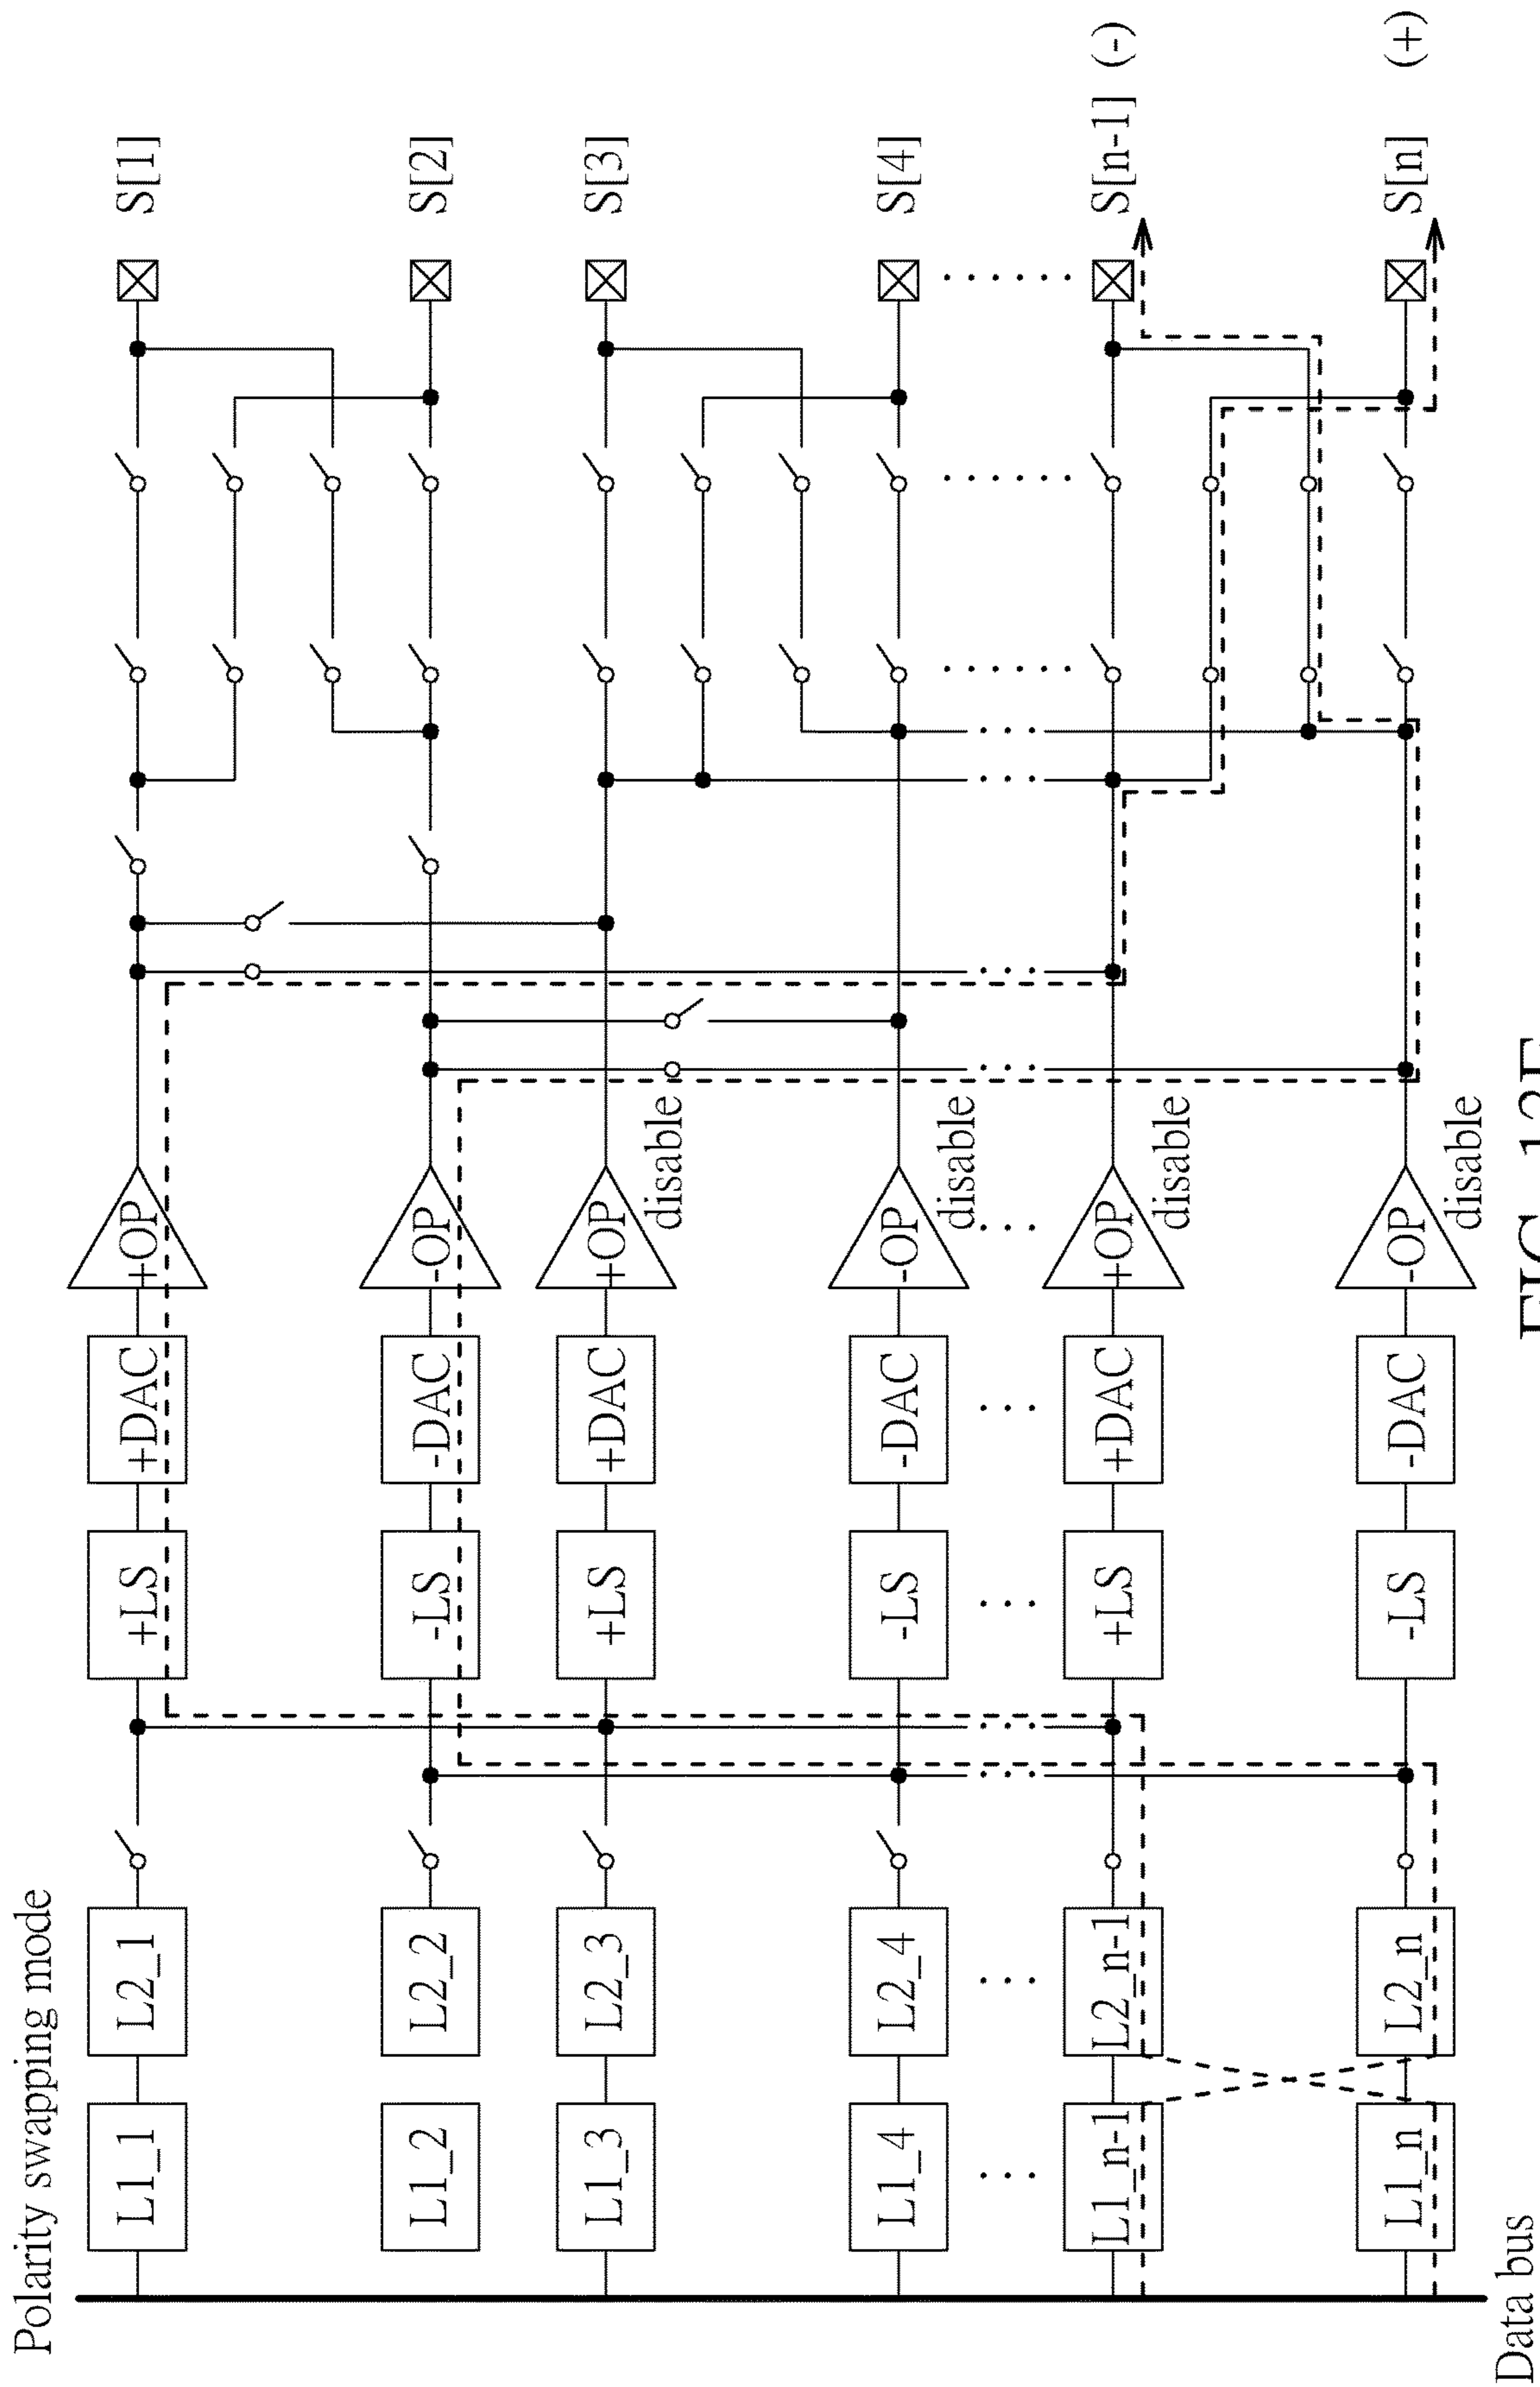 Polarity swapping mode
L1_1 L2_1 +LS +DAC +OP S[1]
L1_2 L2_2 -LS -DAC -OP S[2]
L1_3 L2_3 +LS +DAC +OP S[3]
disable
L1_4 L2_4 -LS -DAC -OP S[4]
disable
L1_n-1 L2_n-1 +LS +DAC +OP S[n-1] (-)
disable
L1_n L2_n -LS -DAC -OP S[n] (+)
disable
Data bus